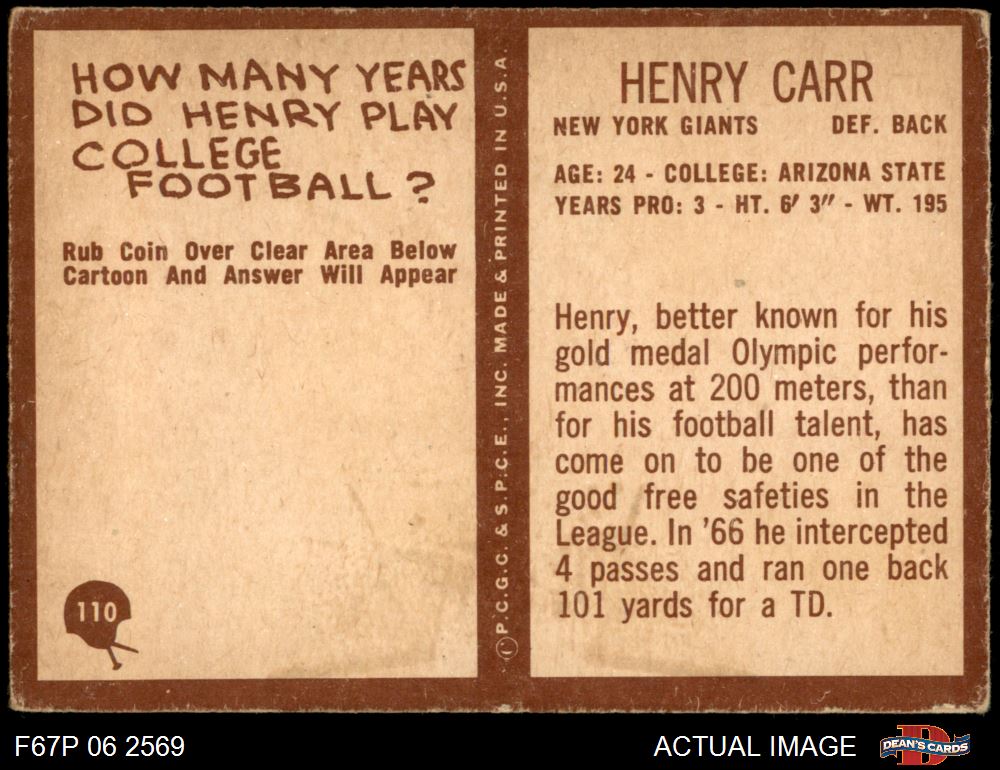 HOW MANY YEARS
DID HENRY PLAY
COLLEGE
FOOTBALL?
Rub Coin Over Clear Area Below
Cartoon And Answer Will Appear
110
© P.C.G.C. & S.P.C.E., INC. MADE & PRINTED IN U.S.A.
HENRY CARR
NEW YORK GIANTS DEF. BACK
AGE: 24 - COLLEGE: ARIZONA STATE
YEARS PRO: 3 - HT. 6' 3" - WT. 195
Henry, better known for his
gold medal Olympic perfor-
mances at 200 meters, than
for his football talent, has
come on to be one of the
good free safeties in the
League. In '66 he intercepted
4 passes and ran one back
101 yards for a TD.
F67P 06 2569
ACTUAL IMAGE
D
DEAN'S CARDS